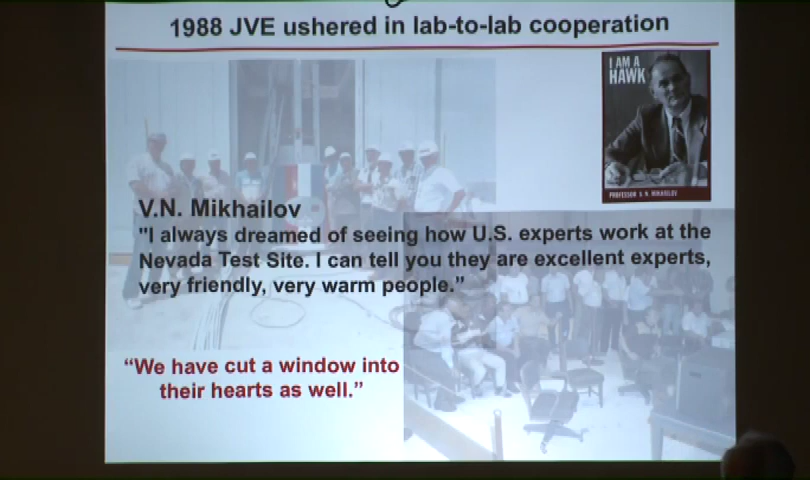 1988 JVE ushered in lab-to-lab cooperation
I AM A
HAWK
PROFESSOR V. N. MIKHAILOV
V.N. Mikhailov
"I always dreamed of seeing how U.S. experts work at the
Nevada Test Site. I can tell you they are excellent experts,
very friendly, very warm people.”
“We have cut a window into
their hearts as well.”